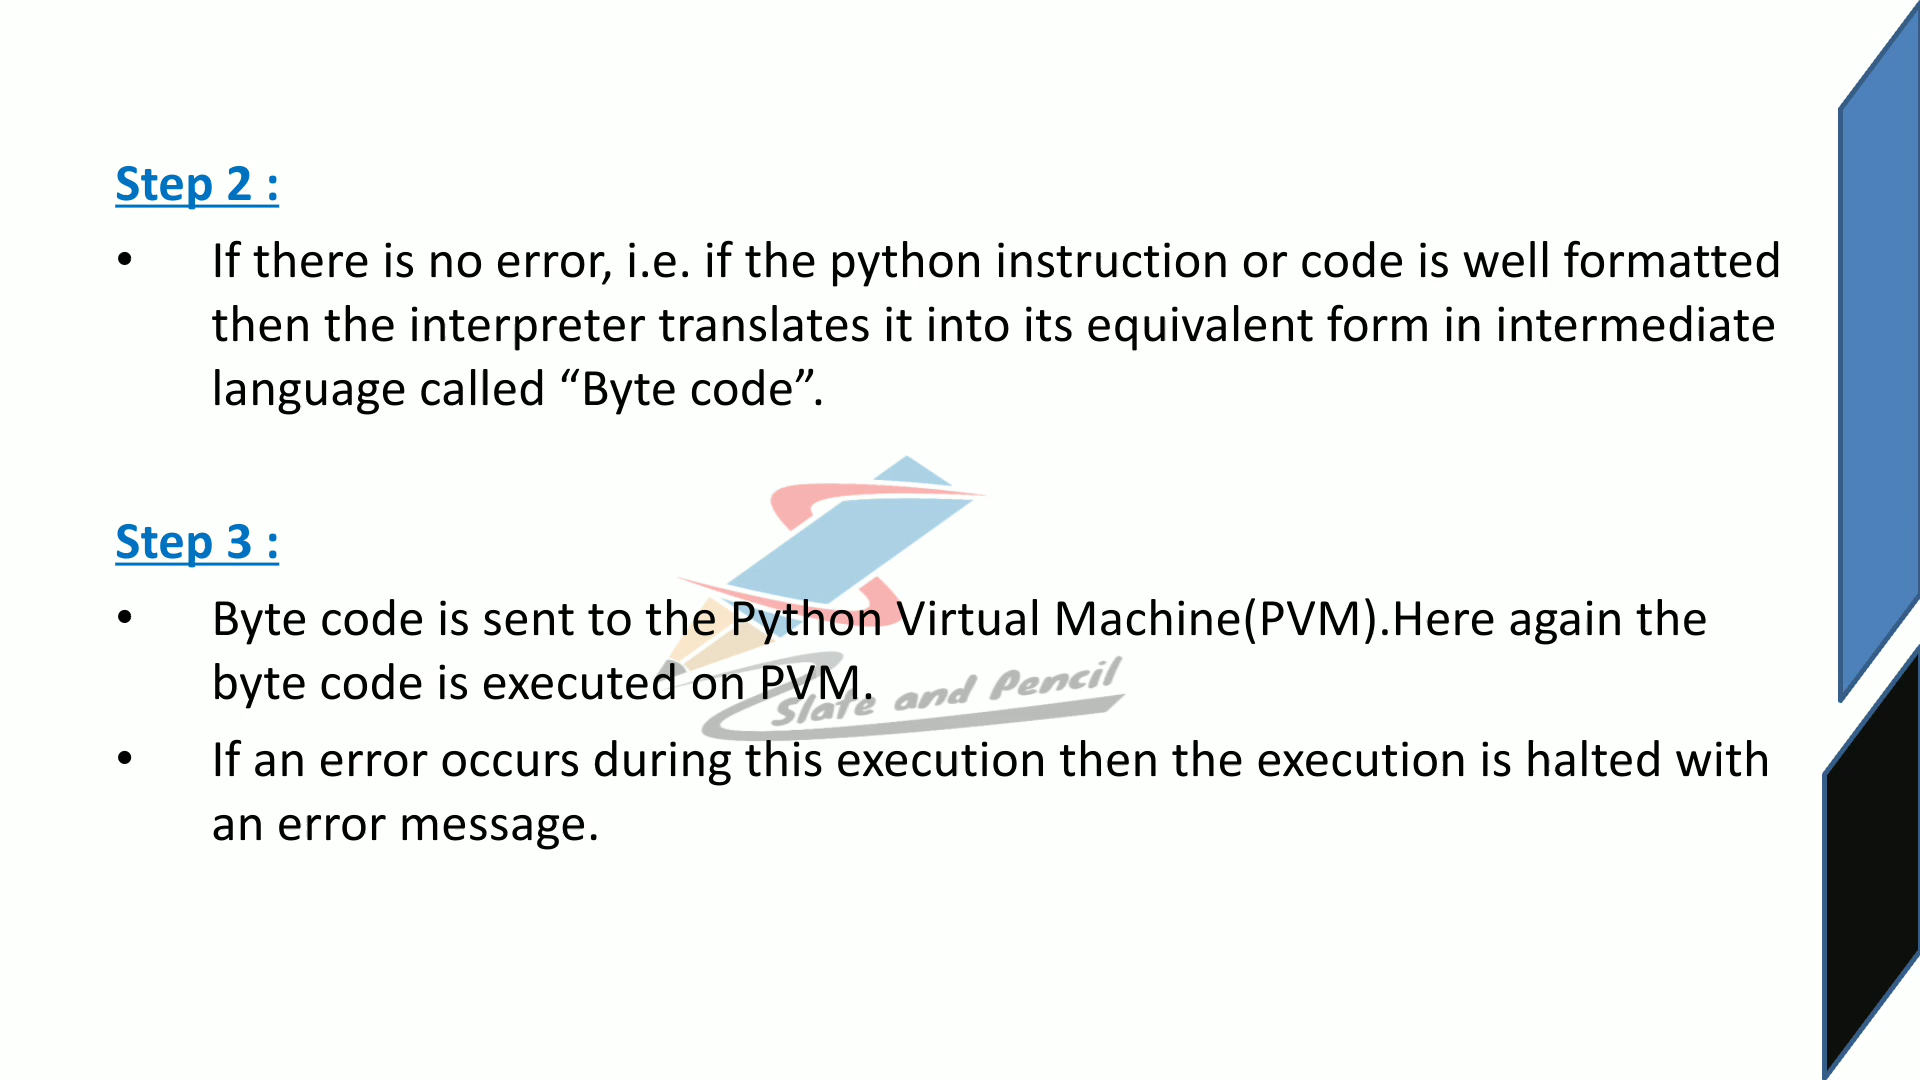 Step 2 :
• If there is no error, i.e. if the python instruction or code is well formatted
then the interpreter translates it into its equivalent form in intermediate
language called “Byte code”.
Step 3 :
• Byte code is sent to the Python Virtual Machine(PVM).Here again the
byte code is executed on PVM.
Slate and Pencil
• If an error occurs during this execution then the execution is halted with
an error message.